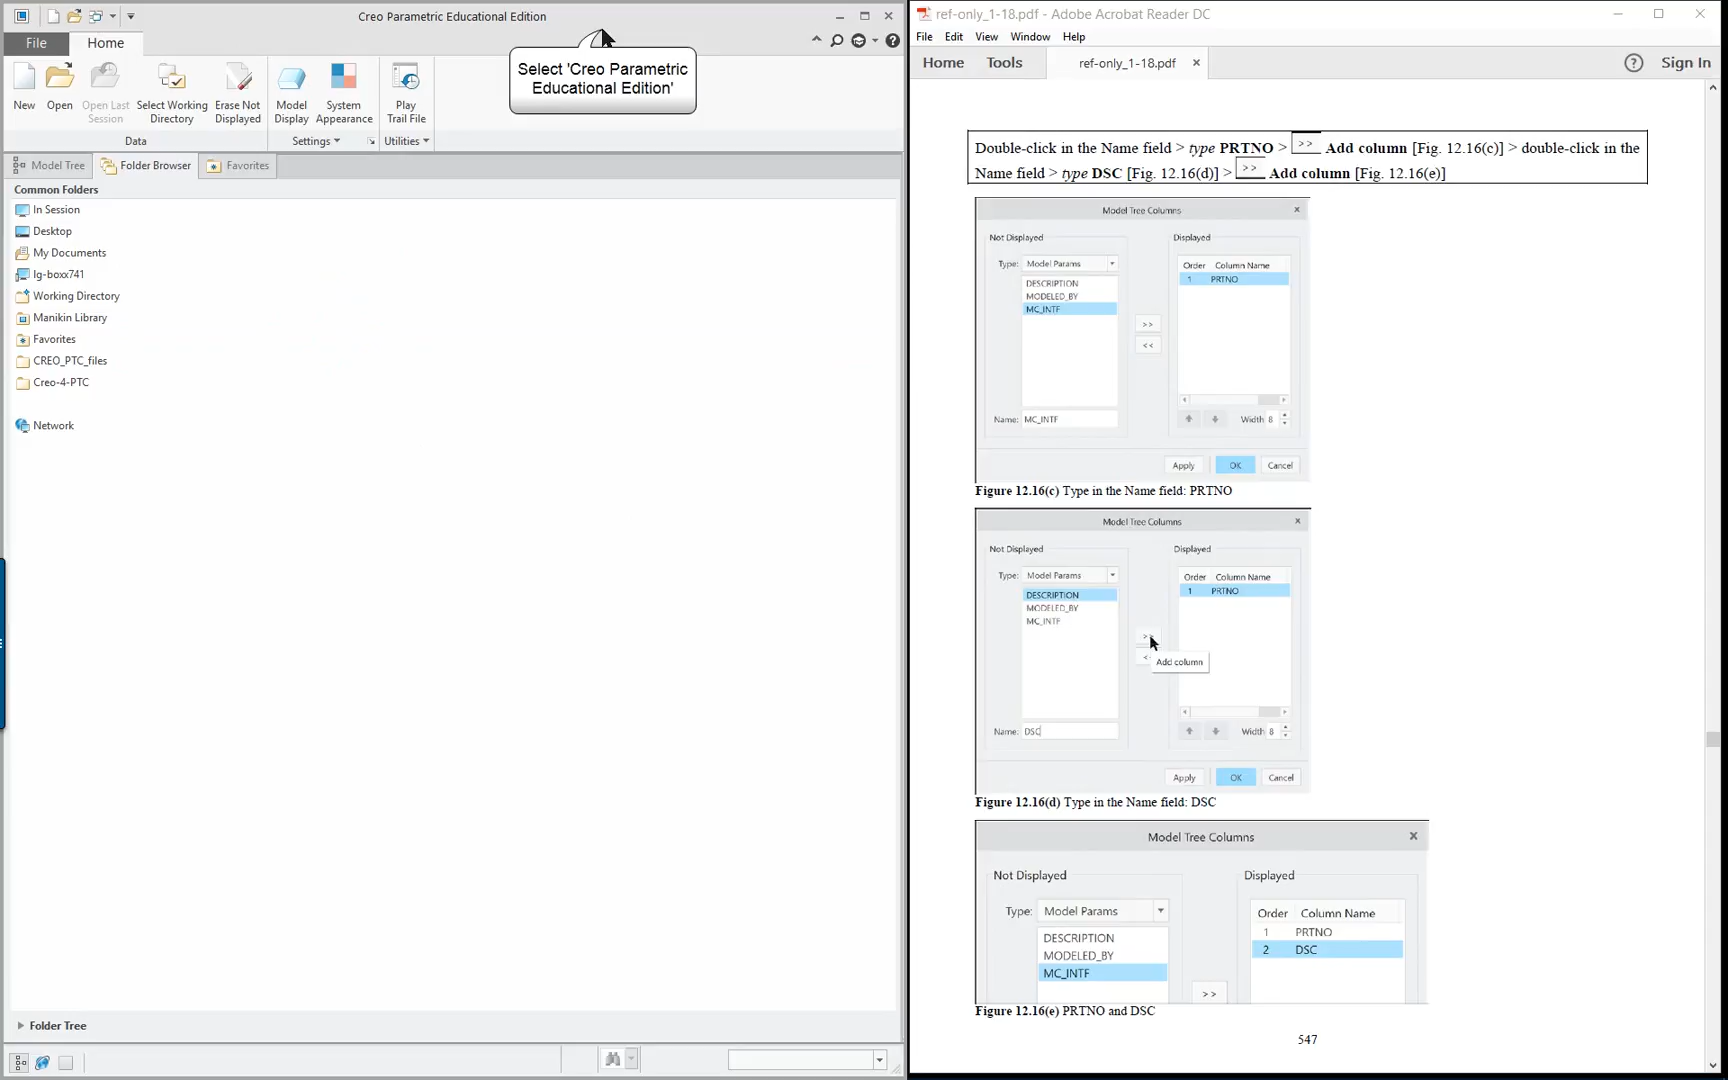 Creo Parametric Educational Edition
File
Home
Select 'Creo Parametric
Educational Edition'
New
Open
Open Last
Session
Select Working
Directory
Erase Not
Displayed
Model
Display
System
Appearance
Play
Trail File
Data
Settings
Utilities
Model Tree
Folder Browser
Favorites
Common Folders
In Session
Desktop
My Documents
lg-boxx741
Working Directory
Manikin Library
Favorites
CREO_PTC_files
Creo-4-PTC
Network
Folder Tree
ref-only_1-18.pdf - Adobe Acrobat Reader DC
File Edit View Window Help
Home Tools ref-only_1-18.pdf × Sign In
Double-click in the Name field > type PRTNO > >> Add column [Fig. 12.16(c)] > double-click in the
Name field > type DSC [Fig. 12.16(d)] > >> Add column [Fig. 12.16(e)]
Model Tree Columns
Not Displayed
Displayed
Type: Model Params
Order Column Name
DESCRIPTION
1 PRTNO
MODELED_BY
MC_INTF
>>
<<
Name: MC_INTF
Width 8
Apply OK Cancel
Figure 12.16(c) Type in the Name field: PRTNO
Model Tree Columns
Not Displayed
Displayed
Type: Model Params
Order Column Name
DESCRIPTION
1 PRTNO
MODELED_BY
MC_INTF
>>
Add column
Name: DSC
Width 8
Apply OK Cancel
Figure 12.16(d) Type in the Name field: DSC
Model Tree Columns
Not Displayed
Displayed
Type: Model Params
Order Column Name
DESCRIPTION
1 PRTNO
MODELED_BY
2 DSC
MC_INTF
>>
Figure 12.16(e) PRTNO and DSC
547